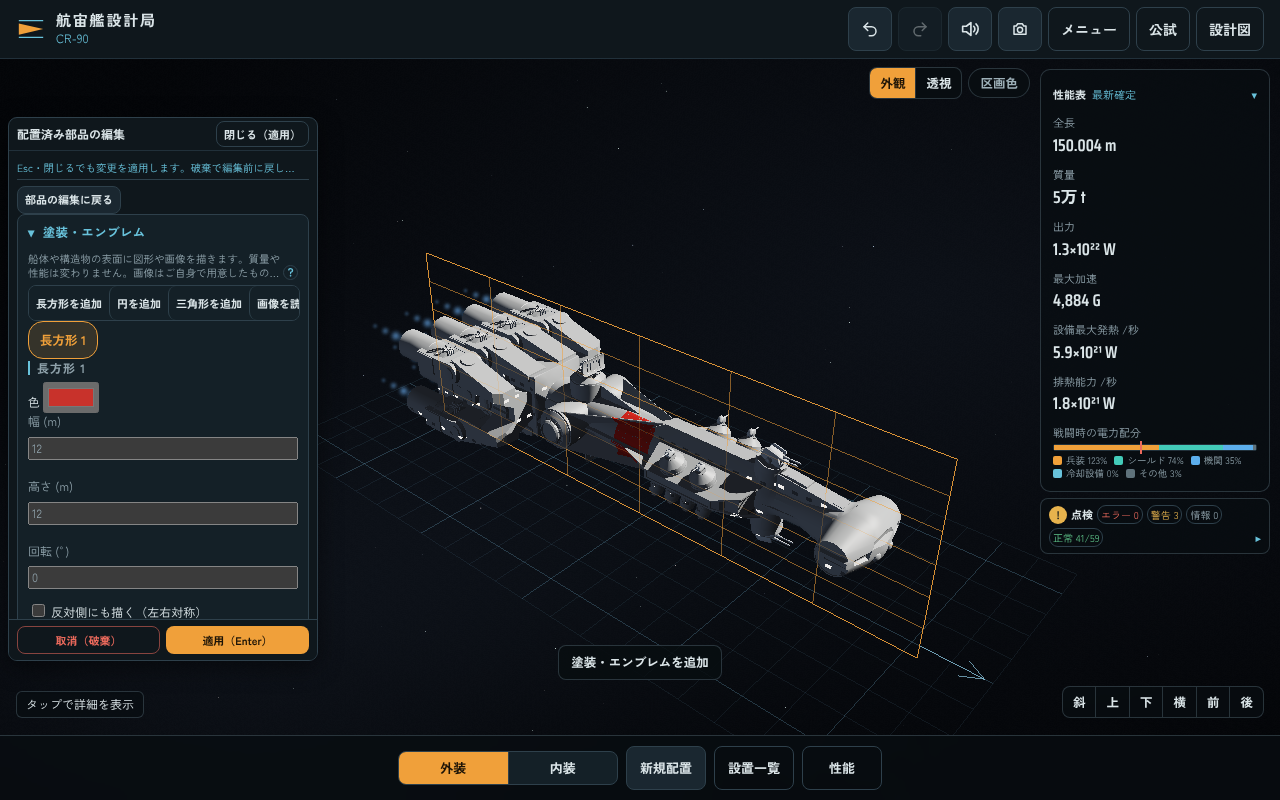 航宙艦設計局
CR-90
メニュー
公試
設計図
外観
透視
区画色
配置済み部品の編集
閉じる（適用）
Esc・閉じるでも変更を適用します。破棄で編集前に戻し…
部品の編集に戻る
▼ 塗装・エンブレム
船体や構造物の表面に図形や画像を描きます。質量や
性能は変わりません。画像はご自身で用意したもの… ?
長方形を追加
円を追加
三角形を追加
画像を読
長方形 1
長方形 1
色
幅 (m)
12
高さ (m)
12
回転 (°)
0
反対側にも描く（左右対称）
取消（破棄）
適用（Enter）
タップで詳細を表示
塗装・エンブレムを追加
性能表 最新確定 ▼
全長
150.004 m
質量
5万 t
出力
1.3×10²² W
最大加速
4,884 G
設備最大発熱 /秒
5.9×10²¹ W
排熱能力 /秒
1.8×10²¹ W
戦闘時の電力配分
兵装 123% シールド 74% 機関 35%
冷却設備 0% その他 3%
! 点検 エラー 0 警告 3 情報 0
正常 41/59 ▶
斜 上 下 横 前 後
外装
内装
新規配置
設置一覧
性能